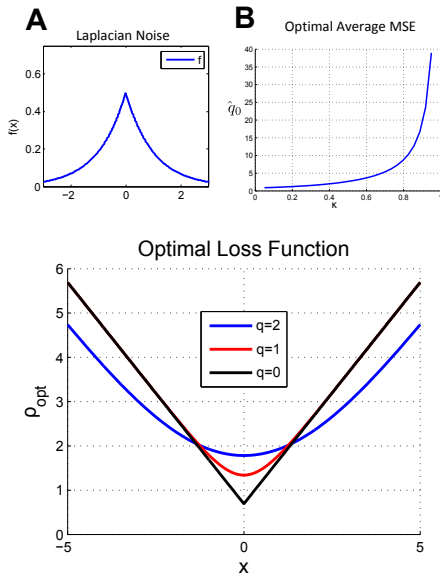 A
Laplacian Noise
f
f(x)
0.6
0.4
0.2
0
−2
0
2
B
Optimal Average MSE
q̂0
40
35
30
25
20
15
10
5
0
0
0.2
0.4
0.6
0.8
1
κ
Optimal Loss Function
q=2
q=1
q=0
ρopt
6
5
4
3
2
1
0
−5
0
5
x